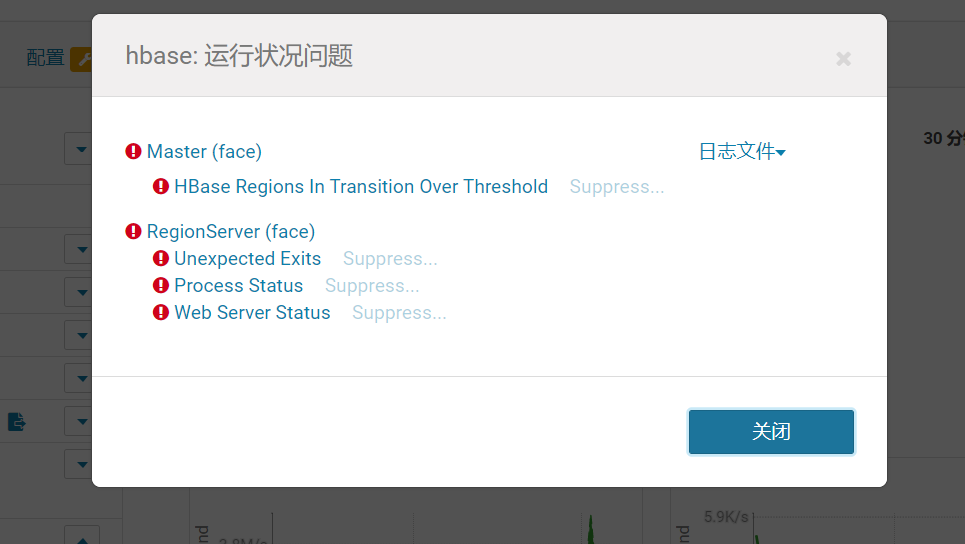 hbase: 运行状况问题
配置
Master (face) 日志文件
30 分
HBase Regions In Transition Over Threshold Suppress...
RegionServer (face)
Unexpected Exits Suppress...
Process Status Suppress...
Web Server Status Suppress...
关闭
5.9K/s